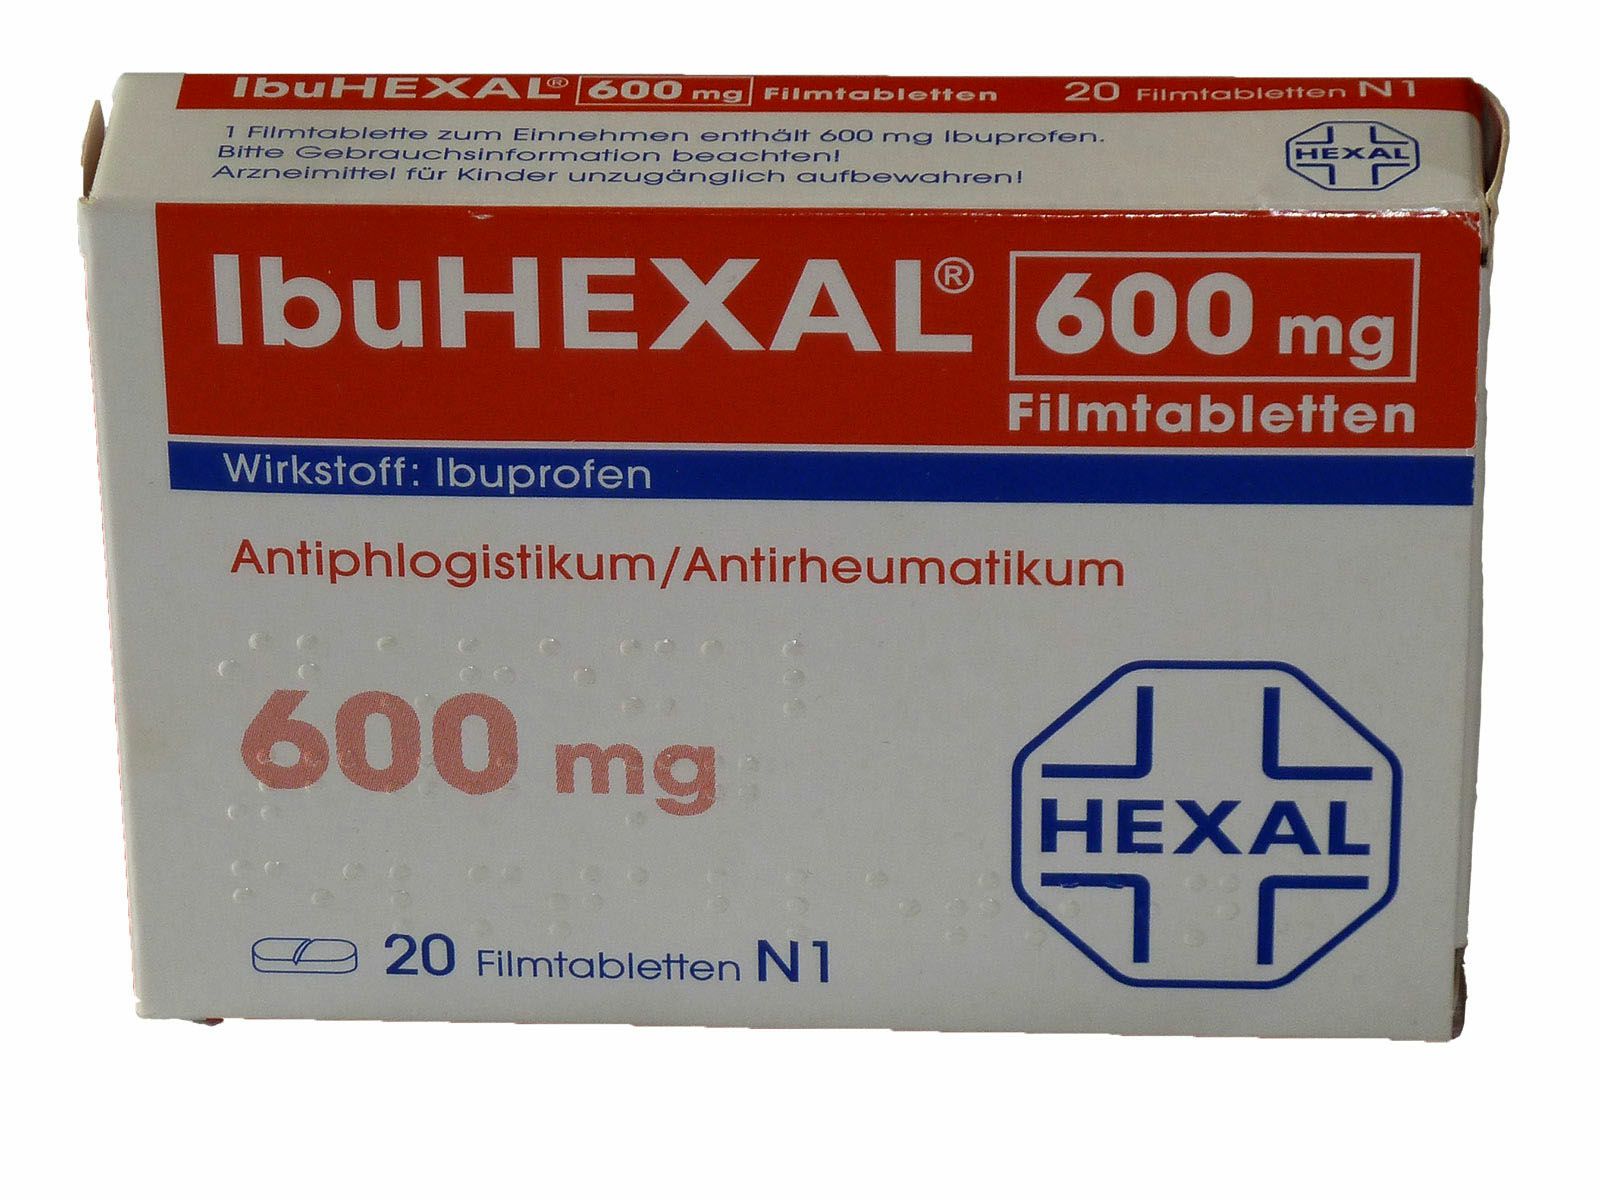 IbuHEXAL® 600 mg Filmtabletten 20 Filmtabletten N1
1 Filmtablette zum Einnehmen enthält 600 mg Ibuprofen.
Bitte Gebrauchsinformation beachten!
Arzneimittel für Kinder unzugänglich aufbewahren!
HEXAL
IbuHEXAL® 600 mg
Filmtabletten
Wirkstoff: Ibuprofen
Antiphlogistikum/Antirheumatikum
600 mg
HEXAL
20 Filmtabletten N1